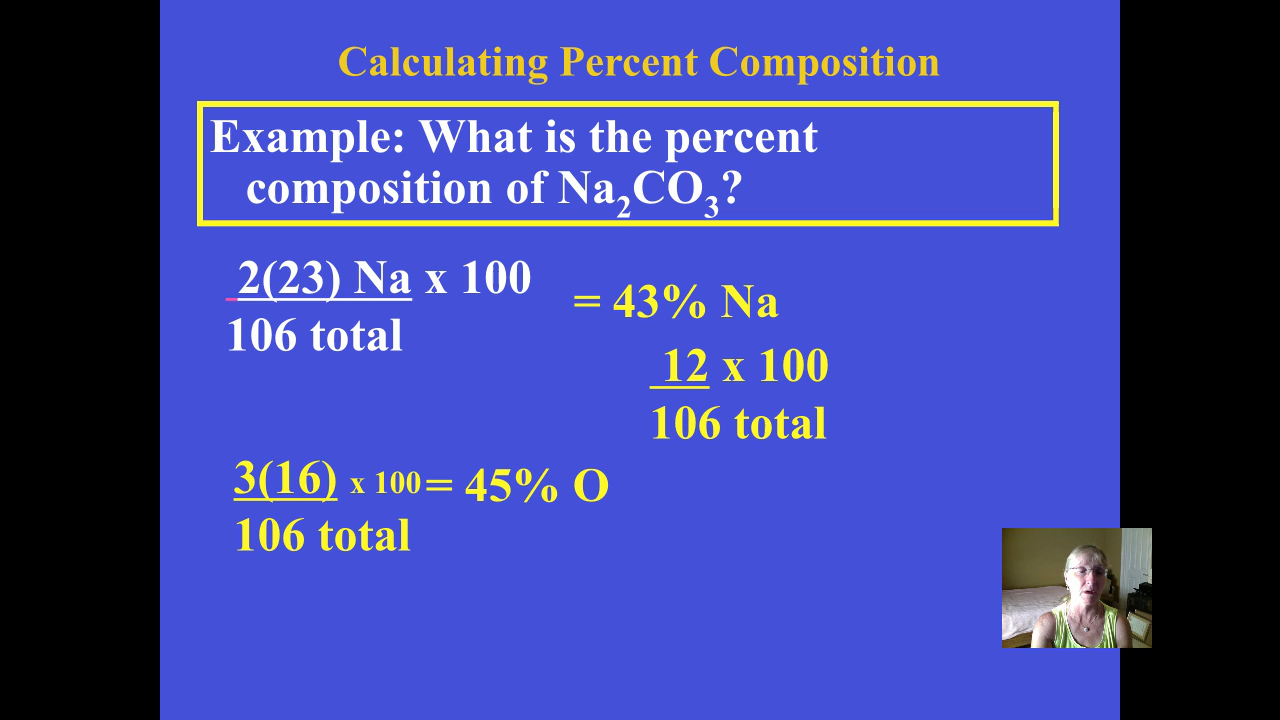 Calculating Percent Composition
Example: What is the percent
composition of Na₂CO₃?
2(23) Na x 100
106 total
= 43% Na
12 x 100
106 total
3(16) x 100 = 45% O
106 total